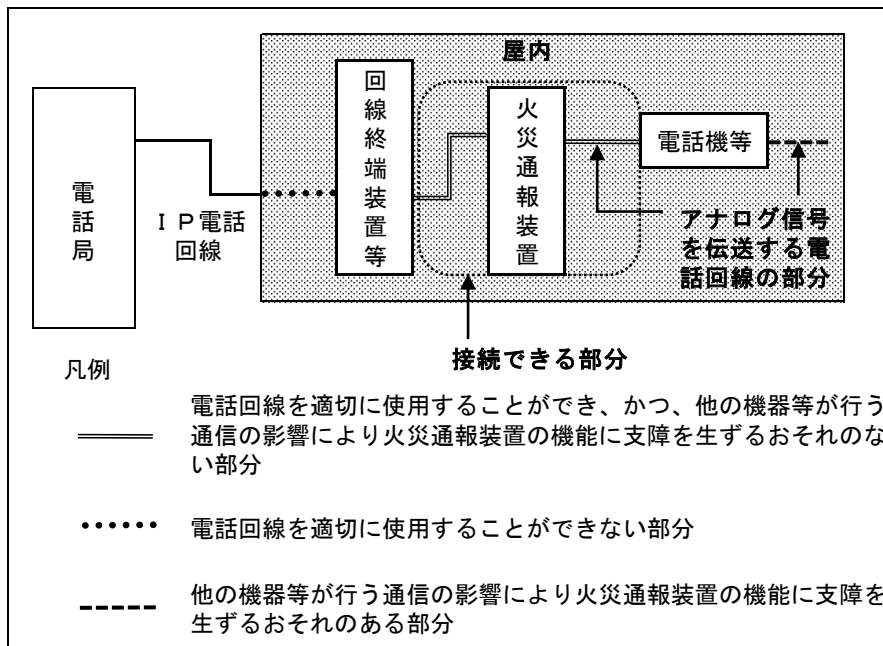 屋内
電話局
ＩＰ電話
回線
回線終端装置等
火災通報装置
電話機等
アナログ信号
を伝送する電
話回線の部分
接続できる部分
凡例
電話回線を適切に使用することができ、かつ、他の機器等が行う
通信の影響により火災通報装置の機能に支障を生ずるおそれのな
い部分
電話回線を適切に使用することができない部分
他の機器等が行う通信の影響により火災通報装置の機能に支障を
生ずるおそれのある部分